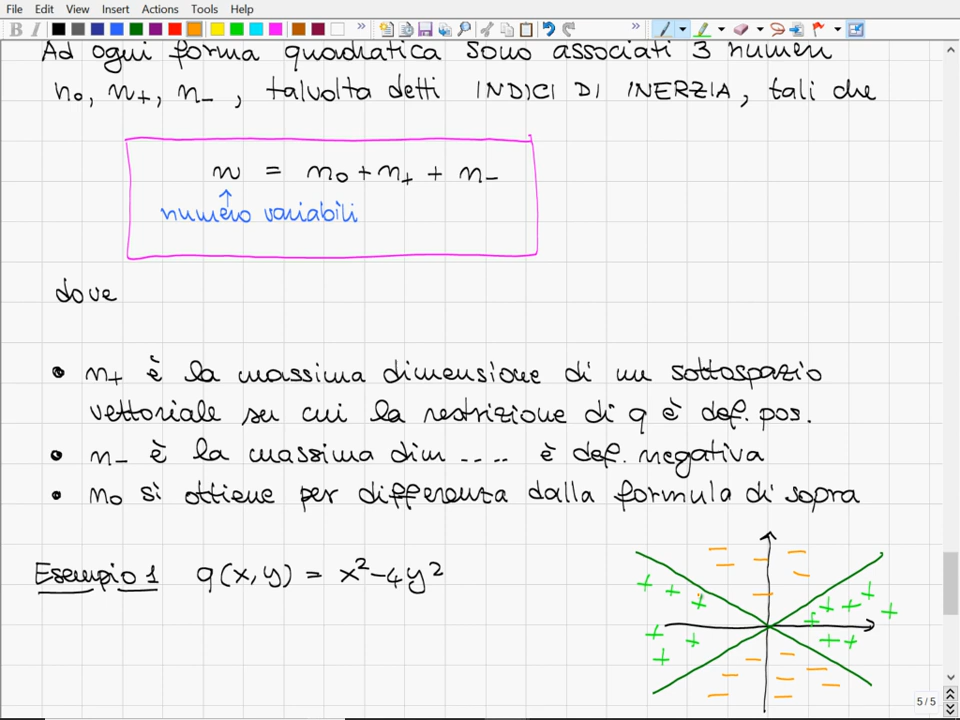 File Edit View Insert Actions Tools Help
B I » »
Ad ogni forma quadratica sono associati 3 numeri
n₀, n₊, n₋, talvolta detti INDICI DI INERZIA, tali che
n = n₀ + n₊ + n₋
↑
numero variabili
dove
• n₊ è la massima dimensione di un sottospazio
vettoriale su cui la restrizione di q è def. pos.
• n₋ è la massima dim .... è def. negativa
• n₀ si ottiene per differenza dalla formula di sopra
Esempio 1 q(x,y) = x²-4y²
5/5